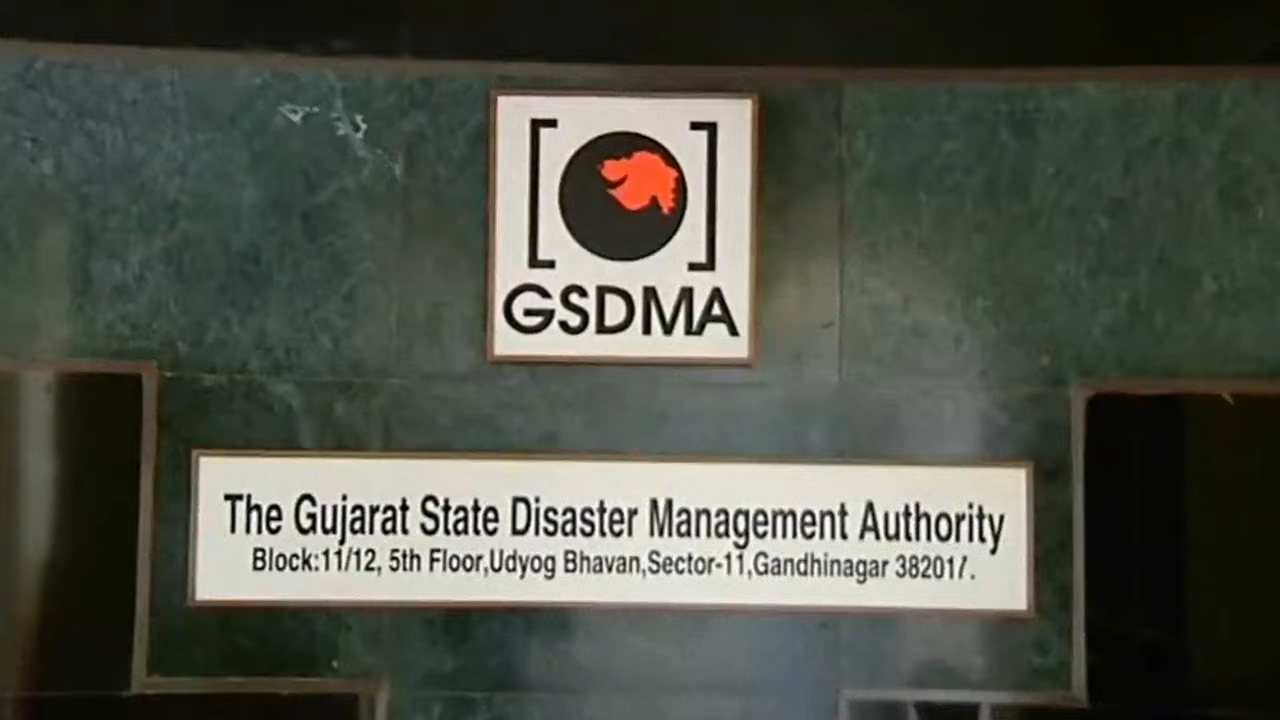 GSDMA
The Gujarat State Disaster Management Authority
Block:11/12, 5th Floor,Udyog Bhavan,Sector-11,Gandhinagar 382017.